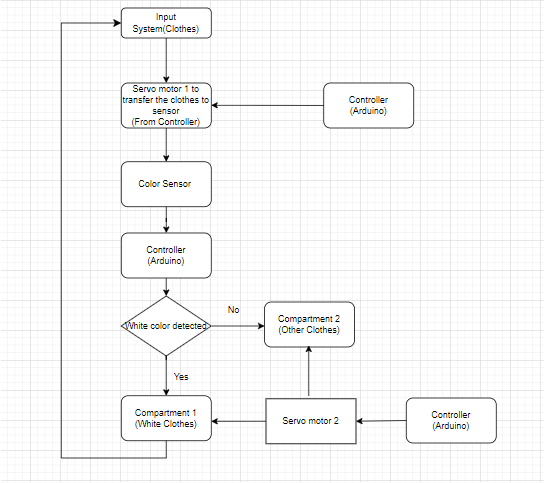 Input
System(Clothes)
Servo motor 1 to
transfer the clothes to
sensor
(From Controller)
Controller
(Arduino)
Color Sensor
Controller
(Arduino)
White color detected
No
Compartment 2
(Other Clothes)
Yes
Compartment 1
(White Clothes)
Servo motor 2
Controller
(Arduino)